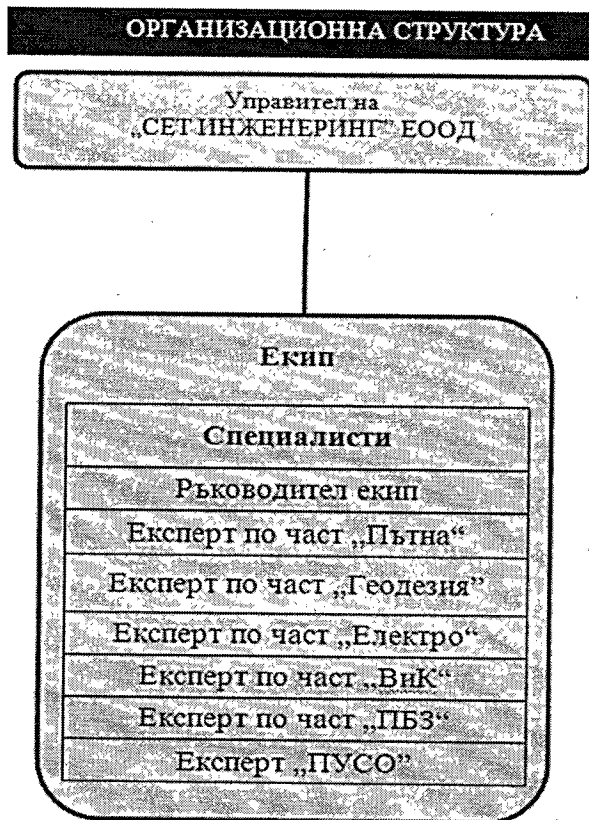 ОРГАНИЗАЦИОННА СТРУКТУРА
Управител на
„СЕТ ИНЖЕНЕРИНГ” ЕООД
Екип
Специалисти
Ръководител екип
Експерт по част „Пътна“
Експерт по част „Геодезия”
Експерт по част „Електро“
Експерт по част „ВиК“
Експерт по част „ПБЗ“
Експерт „ПУСО”